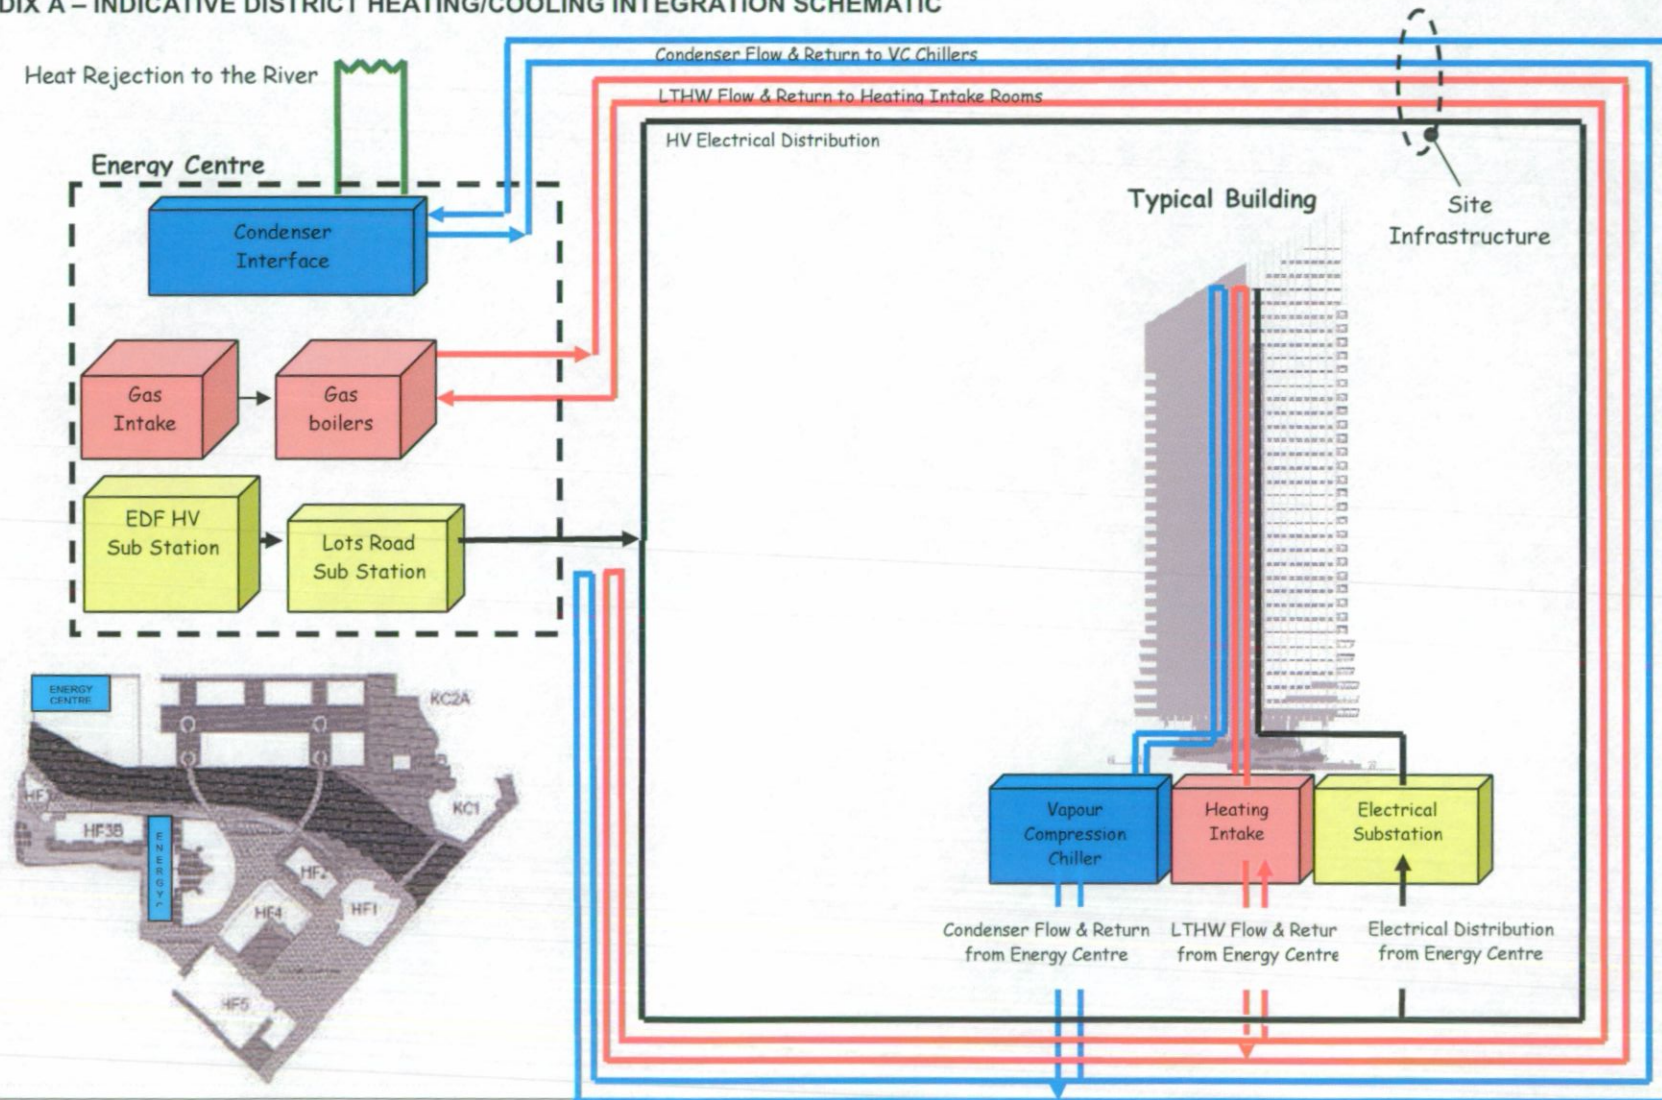 DIX A – INDICATIVE DISTRICT HEATING/COOLING INTEGRATION SCHEMATIC
Condenser Flow & Return to VC Chillers
Heat Rejection to the River
LTHW Flow & Return to Heating Intake Rooms
HV Electrical Distribution
Energy Centre
Typical Building
Site
Infrastructure
Condenser
Interface
Gas
Intake
Gas
boilers
EDF HV
Sub Station
Lots Road
Sub Station
ENERGY
CENTRE
KC2A
KC1
HF3B
ENERGY
HF2
HF4
HF1
HF5
Vapour
Compression
Chiller
Heating
Intake
Electrical
Substation
Condenser Flow & Return
from Energy Centre
LTHW Flow & Retur
from Energy Centre
Electrical Distribution
from Energy Centre